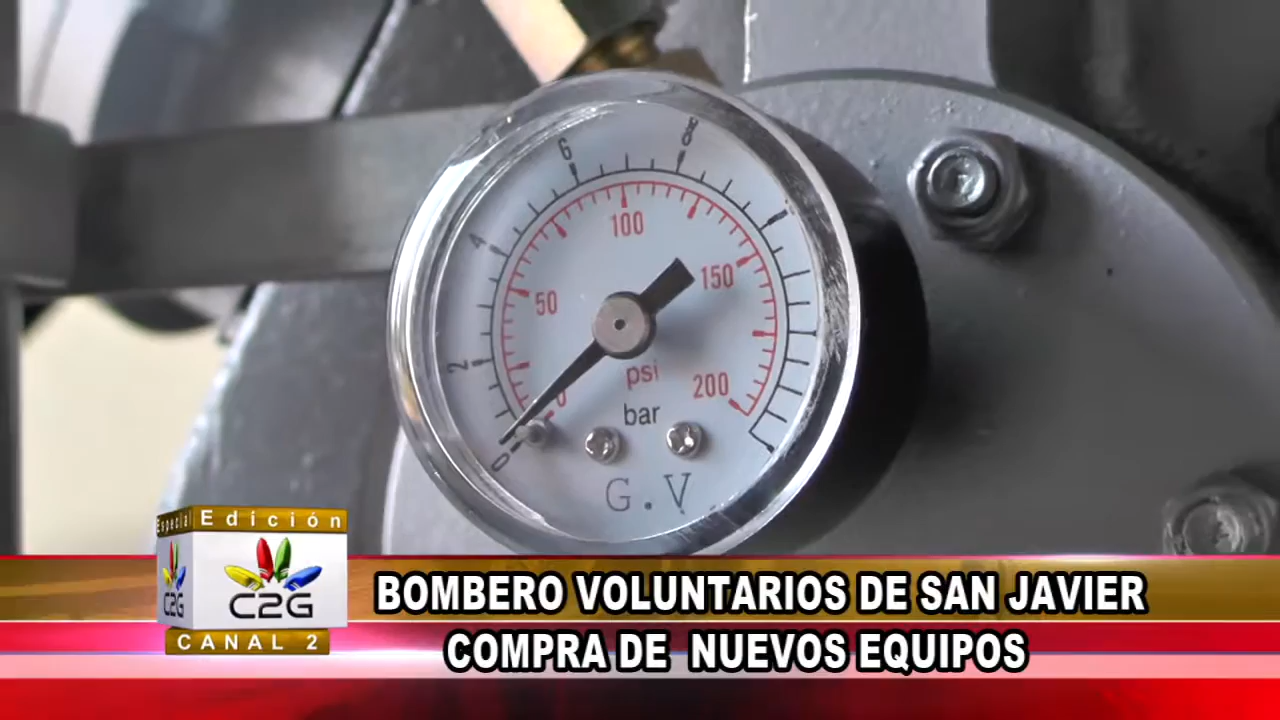 8
6
100
4
150
50
2
psi
200
0
bar
0
G.V.
Especial Edición
C2G C2G
BOMBERO VOLUNTARIOS DE SAN JAVIER
CANAL 2
COMPRA DE NUEVOS EQUIPOS